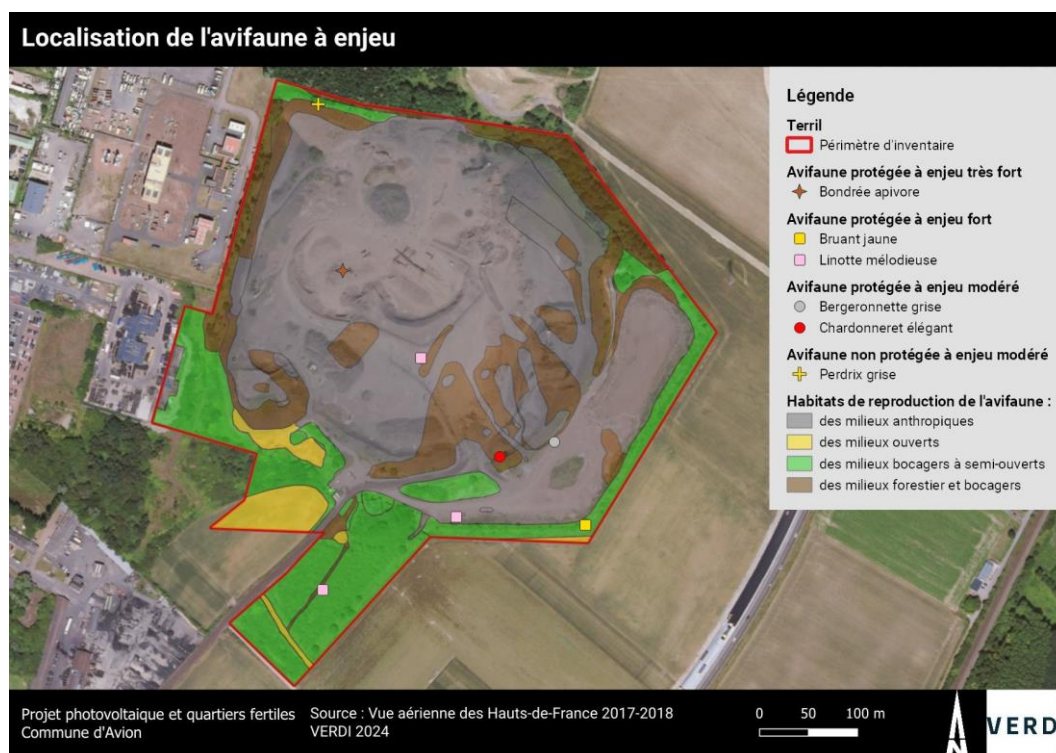 Localisation de l'avifaune à enjeu
Légende
Terril
Périmètre d'inventaire
Avifaune protégée à enjeu très fort
Bondrée apivore
Avifaune protégée à enjeu fort
Bruant jaune
Linotte mélodieuse
Avifaune protégée à enjeu modéré
Bergeronnette grise
Chardonneret élégant
Avifaune non protégée à enjeu modéré
Perdrix grise
Habitats de reproduction de l'avifaune :
des milieux anthropiques
des milieux ouverts
des milieux bocagers à semi-ouverts
des milieux forestier et bocagers
Projet photovoltaique et quartiers fertiles
Commune d'Avion
Source : Vue aérienne des Hauts-de-France 2017-2018
VERDI 2024
0 50 100 m
N
VERD